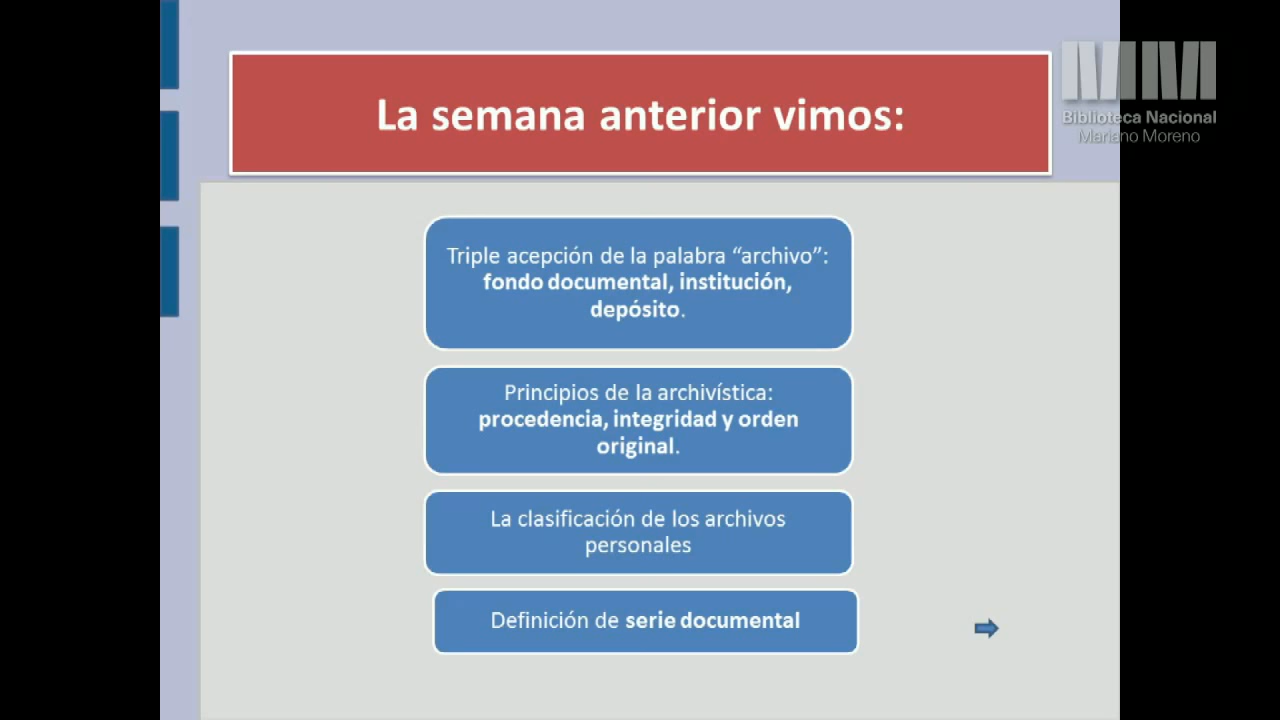 La semana anterior vimos:
Biblioteca Nacional
Mariano Moreno
Triple acepción de la palabra “archivo”:
fondo documental, institución,
depósito.
Principios de la archivística:
procedencia, integridad y orden
original.
La clasificación de los archivos
personales
Definición de serie documental